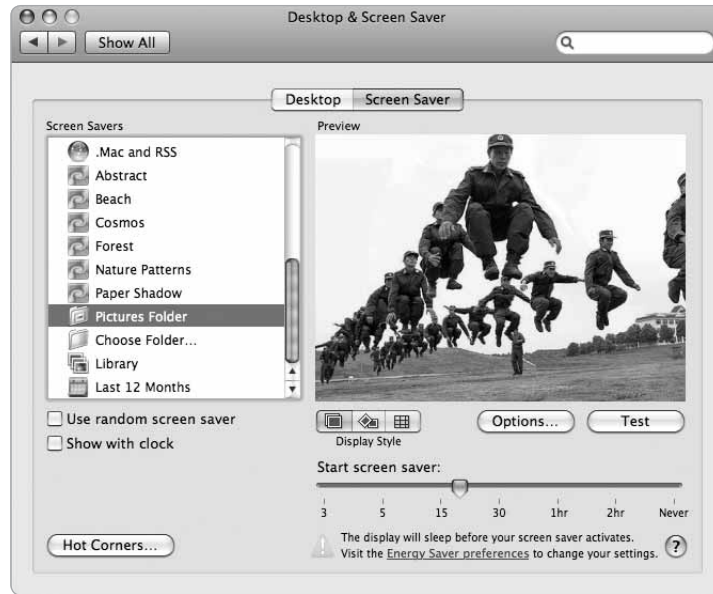 Desktop & Screen Saver
Show All
Desktop Screen Saver
Screen Savers
Preview
.Mac and RSS
Abstract
Beach
Cosmos
Forest
Nature Patterns
Paper Shadow
Pictures Folder
Choose Folder...
Library
Last 12 Months
Use random screen saver
Show with clock
Display Style
Options...
Test
Start screen saver:
3 5 15 30 1hr 2hr Never
Hot Corners...
The display will sleep before your screen saver activates.
Visit the Energy Saver preferences to change your settings.
?